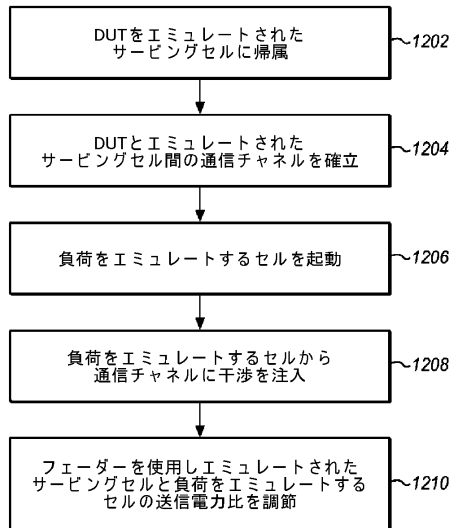 DUTをエミュレートされた
サービングセルに帰属
1202
DUTとエミュレートされた
サービングセル間の通信チャネルを確立
1204
負荷をエミュレートするセルを起動
1206
負荷をエミュレートするセルから
通信チャネルに干渉を注入
1208
フェーダーを使用しエミュレートされた
サービングセルと負荷をエミュレートする
セルの送信電力比を調節
1210